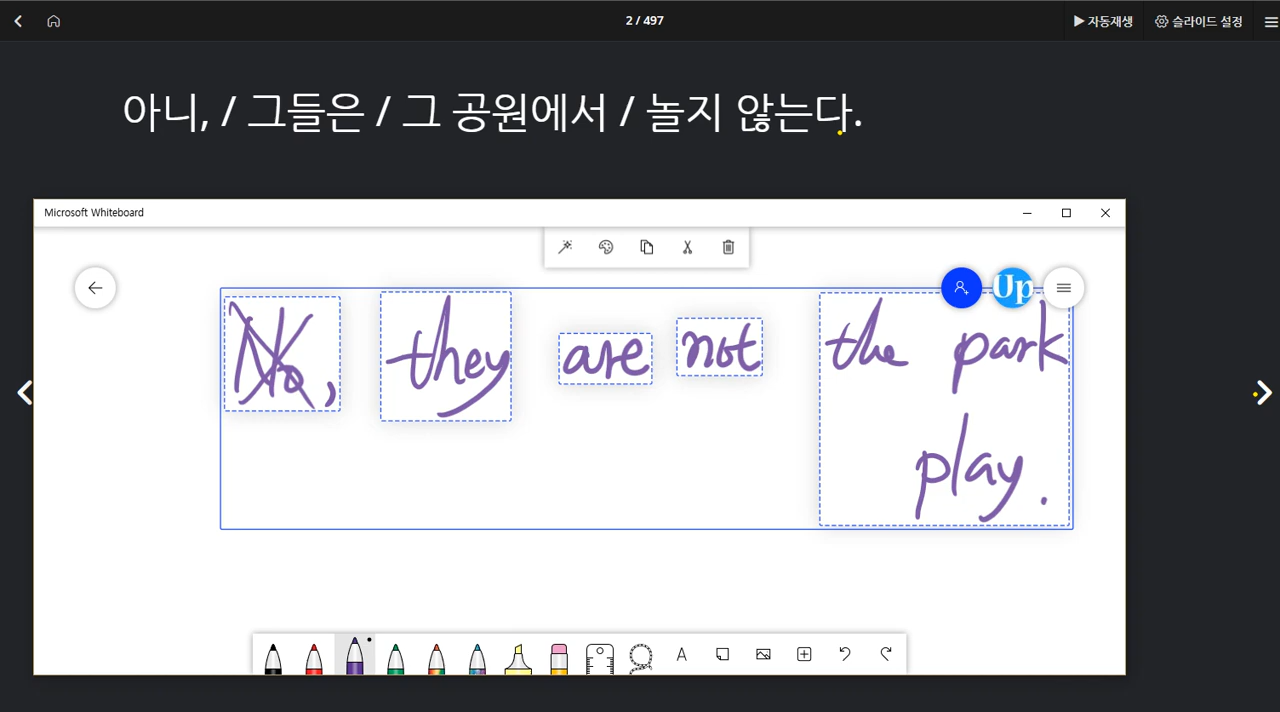 2 / 497
자동재생
슬라이드 설정
아니, / 그들은 / 그 공원에서 / 놀지 않는다.
Microsoft Whiteboard
Up
No, they are not the park
play.
A